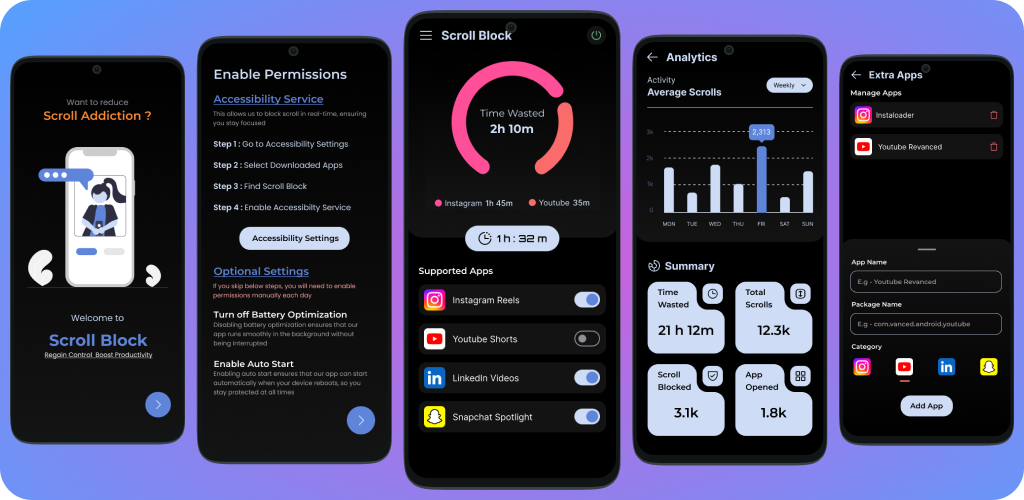 Want to reduce
Scroll Addiction ?
Welcome to
Scroll Block
Regain Control Boost Productivity
Enable Permissions
Accessibility Service
This allows us to block scroll in real-time, ensuring
you stay focused
Step 1 : Go to Accessibility Settings
Step 2 : Select Downloaded Apps
Step 3 : Find Scroll Block
Step 4 : Enable Accessibilty Service
Accessibility Settings
Optional Settings
If you skip below steps, you will need to enable
permissions manually each day
Turn off Battery Optimization
Disabling battery optimization ensures that our
app runs smoothly in the background without
being interrupted
Enable Auto Start
Enabling auto start ensures that our app can start
automatically when your device reboots, so you
stay protected at all times
Scroll Block
Time Wasted
2h 10m
Instagram 1h 45m
Youtube 35m
1 h : 32 m
Supported Apps
Instagram Reels
Youtube Shorts
LinkedIn Videos
in
Snapchat Spotlight
Analytics
Activity
Average Scrolls
Weekly
3k
2k
1k
0
2,313
MON TUE WED THU FRI SAT SUN
Summary
Time
Wasted
21 h 12m
Total
Scrolls
12.3k
Scroll
Blocked
3.1k
App
Opened
1.8k
Extra Apps
Manage Apps
Instaloader
Youtube Revanced
App Name
E.g - Youtube Revanced
Package Name
E.g - com.vanced.android.youtube
Category
in
Add App